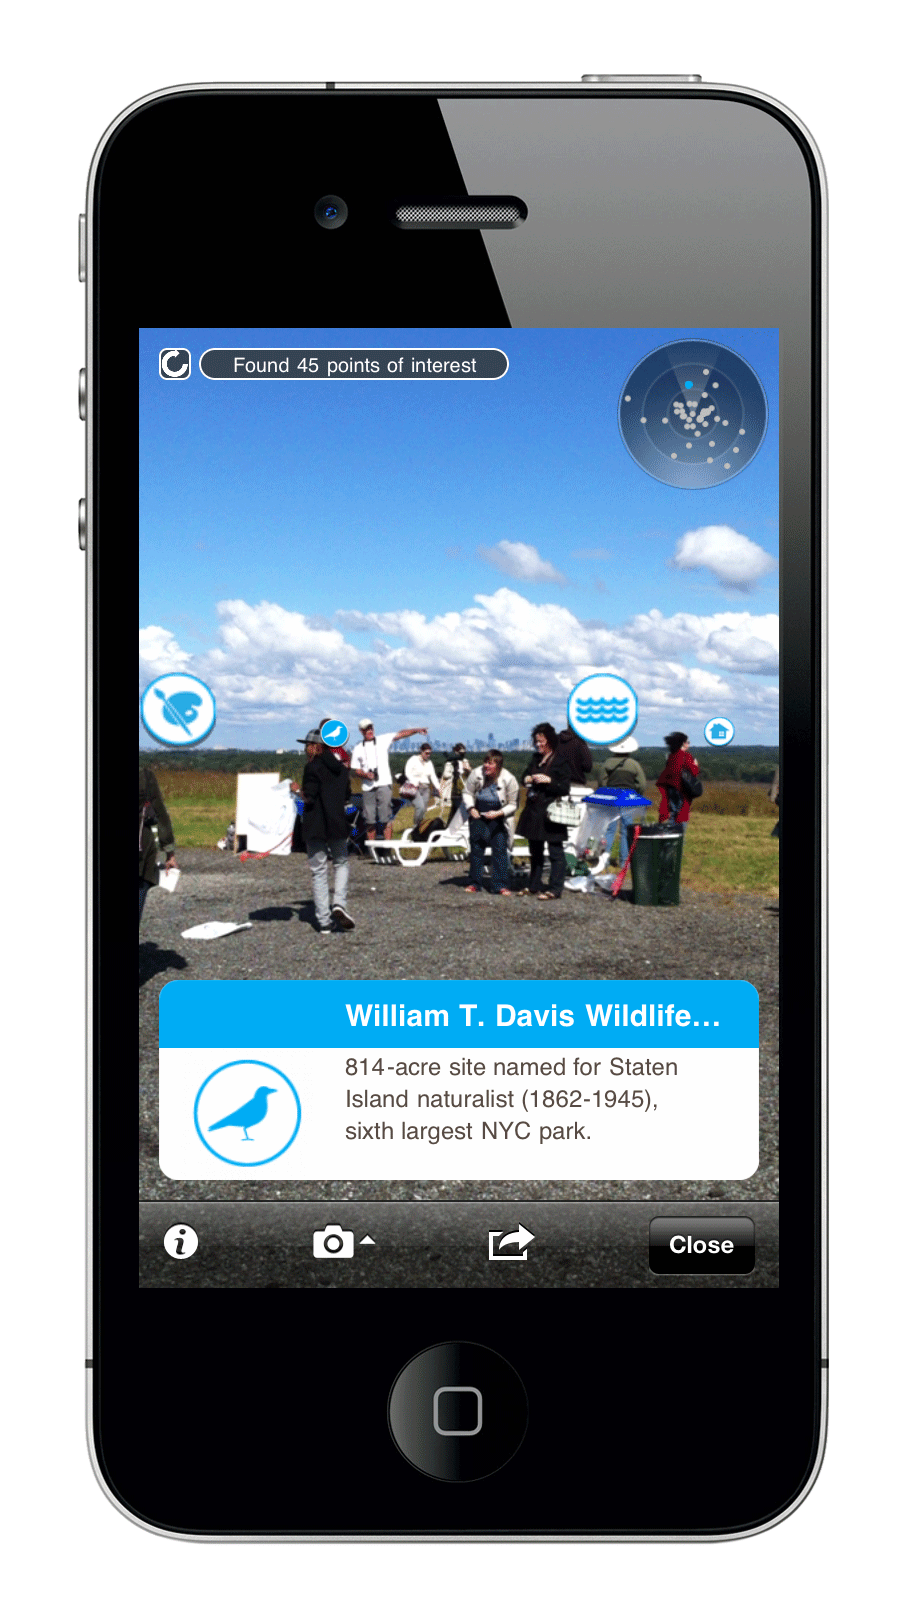 Found 45 points of interest
William T. Davis Wildlife...
814-acre site named for Staten
Island naturalist (1862-1945),
sixth largest NYC park.
Close